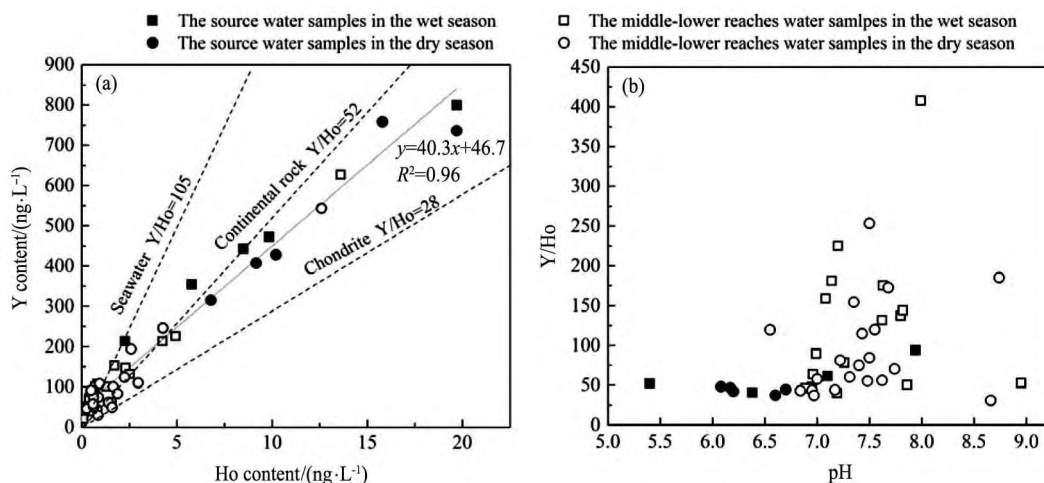 The source water samples in the wet season
The source water samples in the dry season
The middle-lower reaches water samlpes in the wet season
The middle-lower reaches water samples in the dry season
(a)
900
800
700
600
500
400
300
200
100
0
Y content/(ng·L⁻¹)
Seawater Y/Ho=105
Continental rock Y/Ho=52
Chondrite Y/Ho=28
y=40.3x+46.7
R²=0.96
0 5 10 15 20
Ho content/(ng·L⁻¹)
(b)
450
400
350
300
250
200
150
100
50
0
Y/Ho
5.0 5.5 6.0 6.5 7.0 7.5 8.0 8.5 9.0
pH